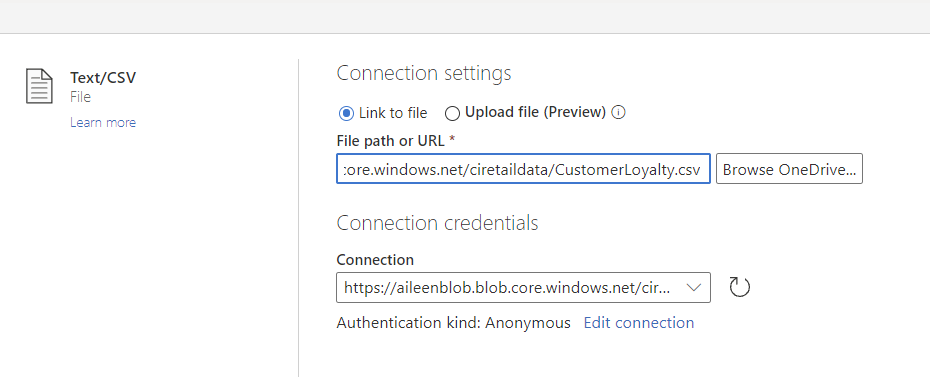 Text/CSV
File
Learn more
Connection settings
Link to file
Upload file (Preview)
File path or URL *
:ore.windows.net/ciretaildata/CustomerLoyalty.csv
Browse OneDrive...
Connection credentials
Connection
https://aileenblob.blob.core.windows.net/cir...
Authentication kind: Anonymous Edit connection